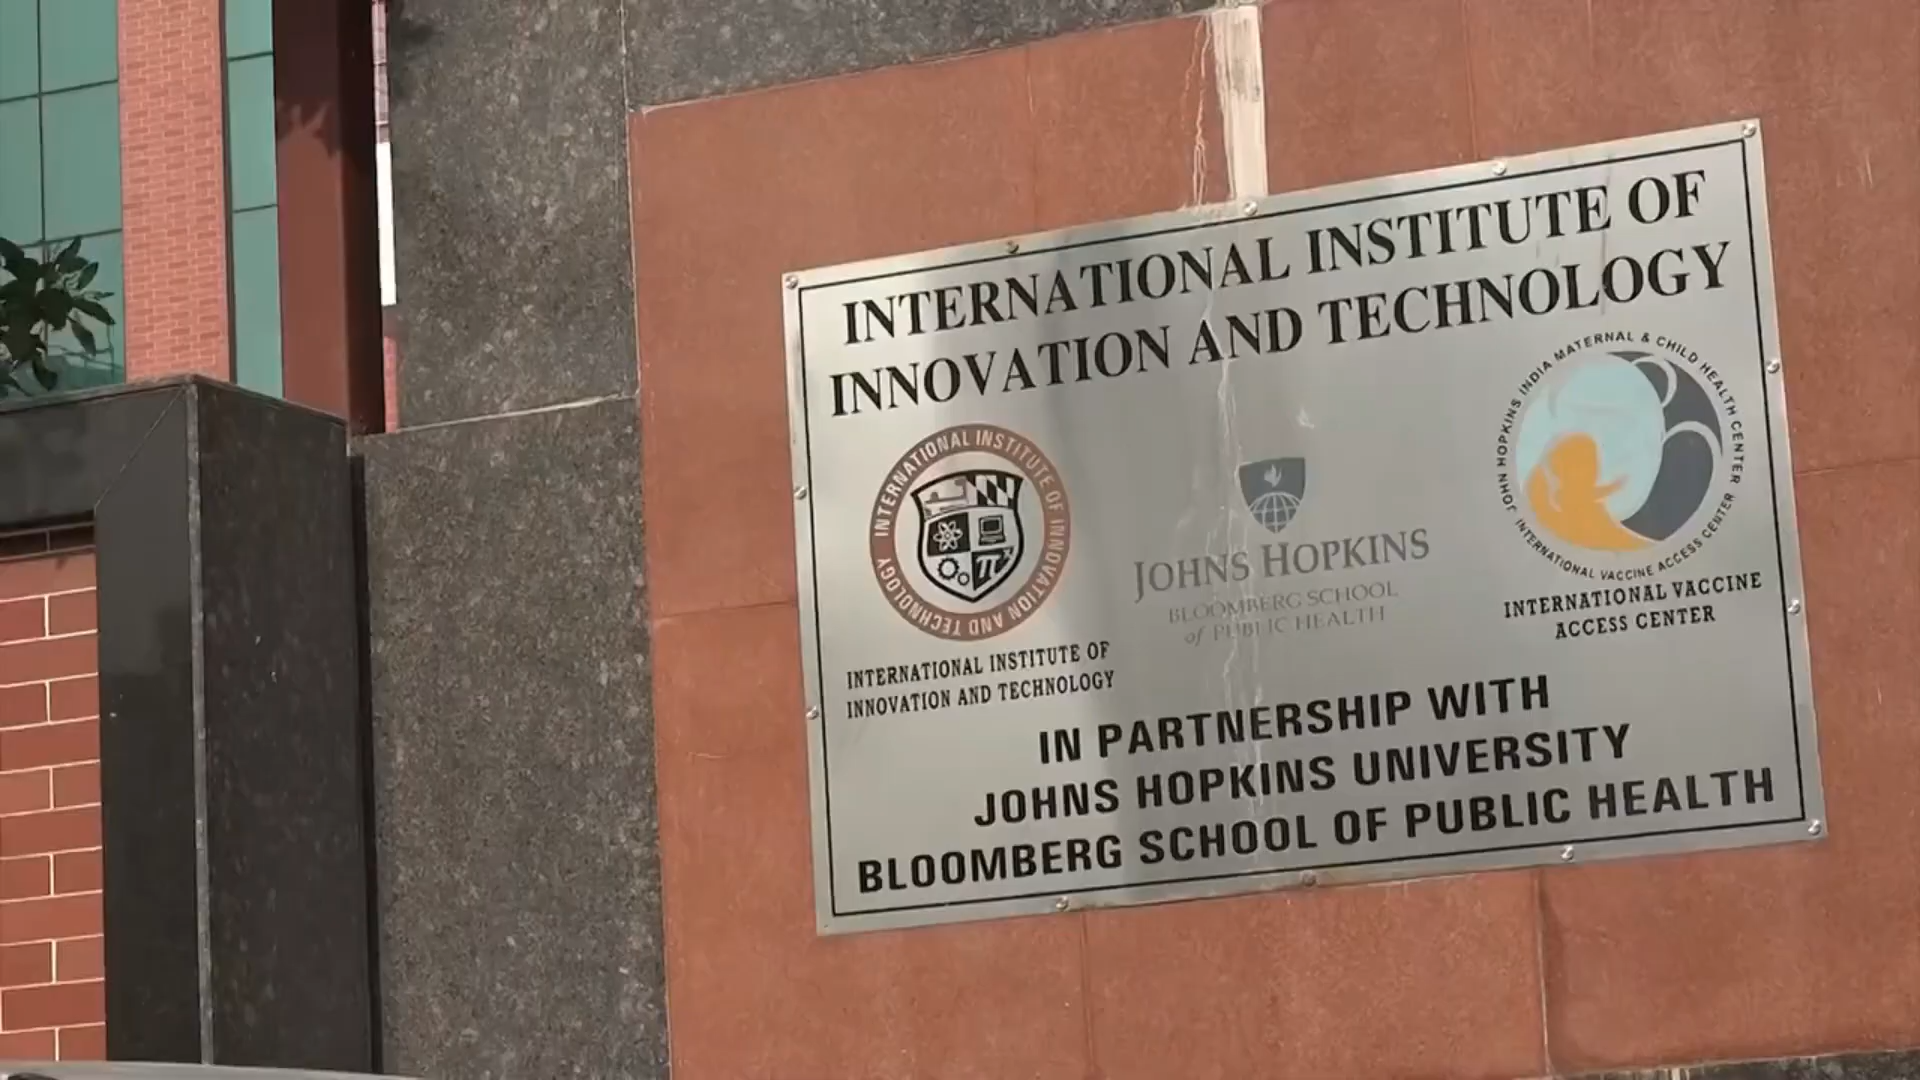 INTERNATIONAL INSTITUTE OF
INNOVATION AND TECHNOLOGY
INTERNATIONAL INSTITUTE OF INNOVATION AND TECHNOLOGY
INTERNATIONAL INSTITUTE OF
INNOVATION AND TECHNOLOGY
JOHNS HOPKINS
BLOOMBERG SCHOOL
of PUBLIC HEALTH
JOHN HOPKINS INDIA MATERNAL & CHILD HEALTH CENTER
INTERNATIONAL VACCINE ACCESS CENTER
INTERNATIONAL VACCINE
ACCESS CENTER
IN PARTNERSHIP WITH
JOHNS HOPKINS UNIVERSITY
BLOOMBERG SCHOOL OF PUBLIC HEALTH